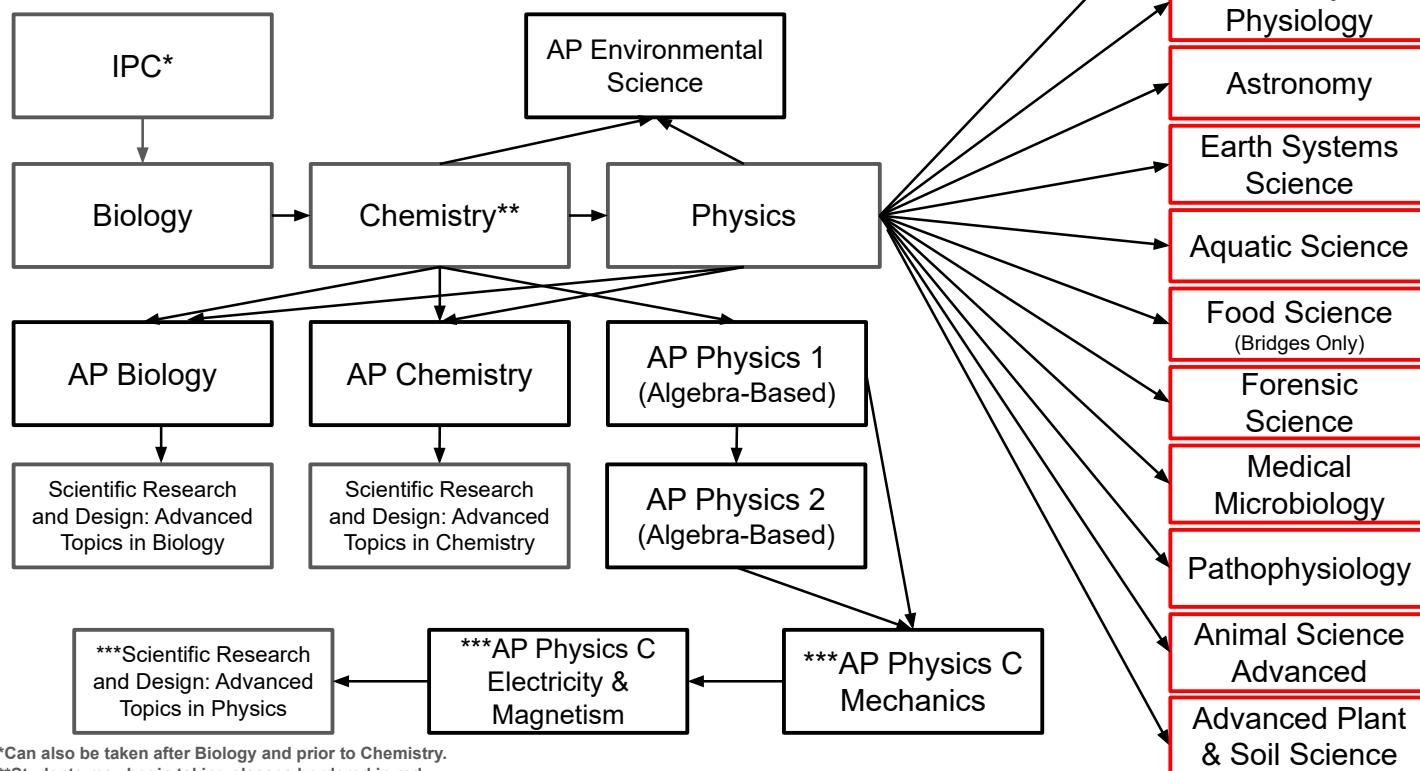 IPC*
AP Environmental
Science
Physiology
Astronomy
Earth Systems
Science
Biology
Chemistry**
Physics
Aquatic Science
Food Science
(Bridges Only)
AP Biology
AP Chemistry
AP Physics 1
(Algebra-Based)
Forensic
Science
Medical
Microbiology
Scientific Research
and Design: Advanced
Topics in Biology
Scientific Research
and Design: Advanced
Topics in Chemistry
AP Physics 2
(Algebra-Based)
Pathophysiology
Animal Science
Advanced
***Scientific Research
and Design: Advanced
Topics in Physics
***AP Physics C
Electricity &
Magnetism
***AP Physics C
Mechanics
Advanced Plant
& Soil Science
*Can also be taken after Biology and prior to Chemistry.